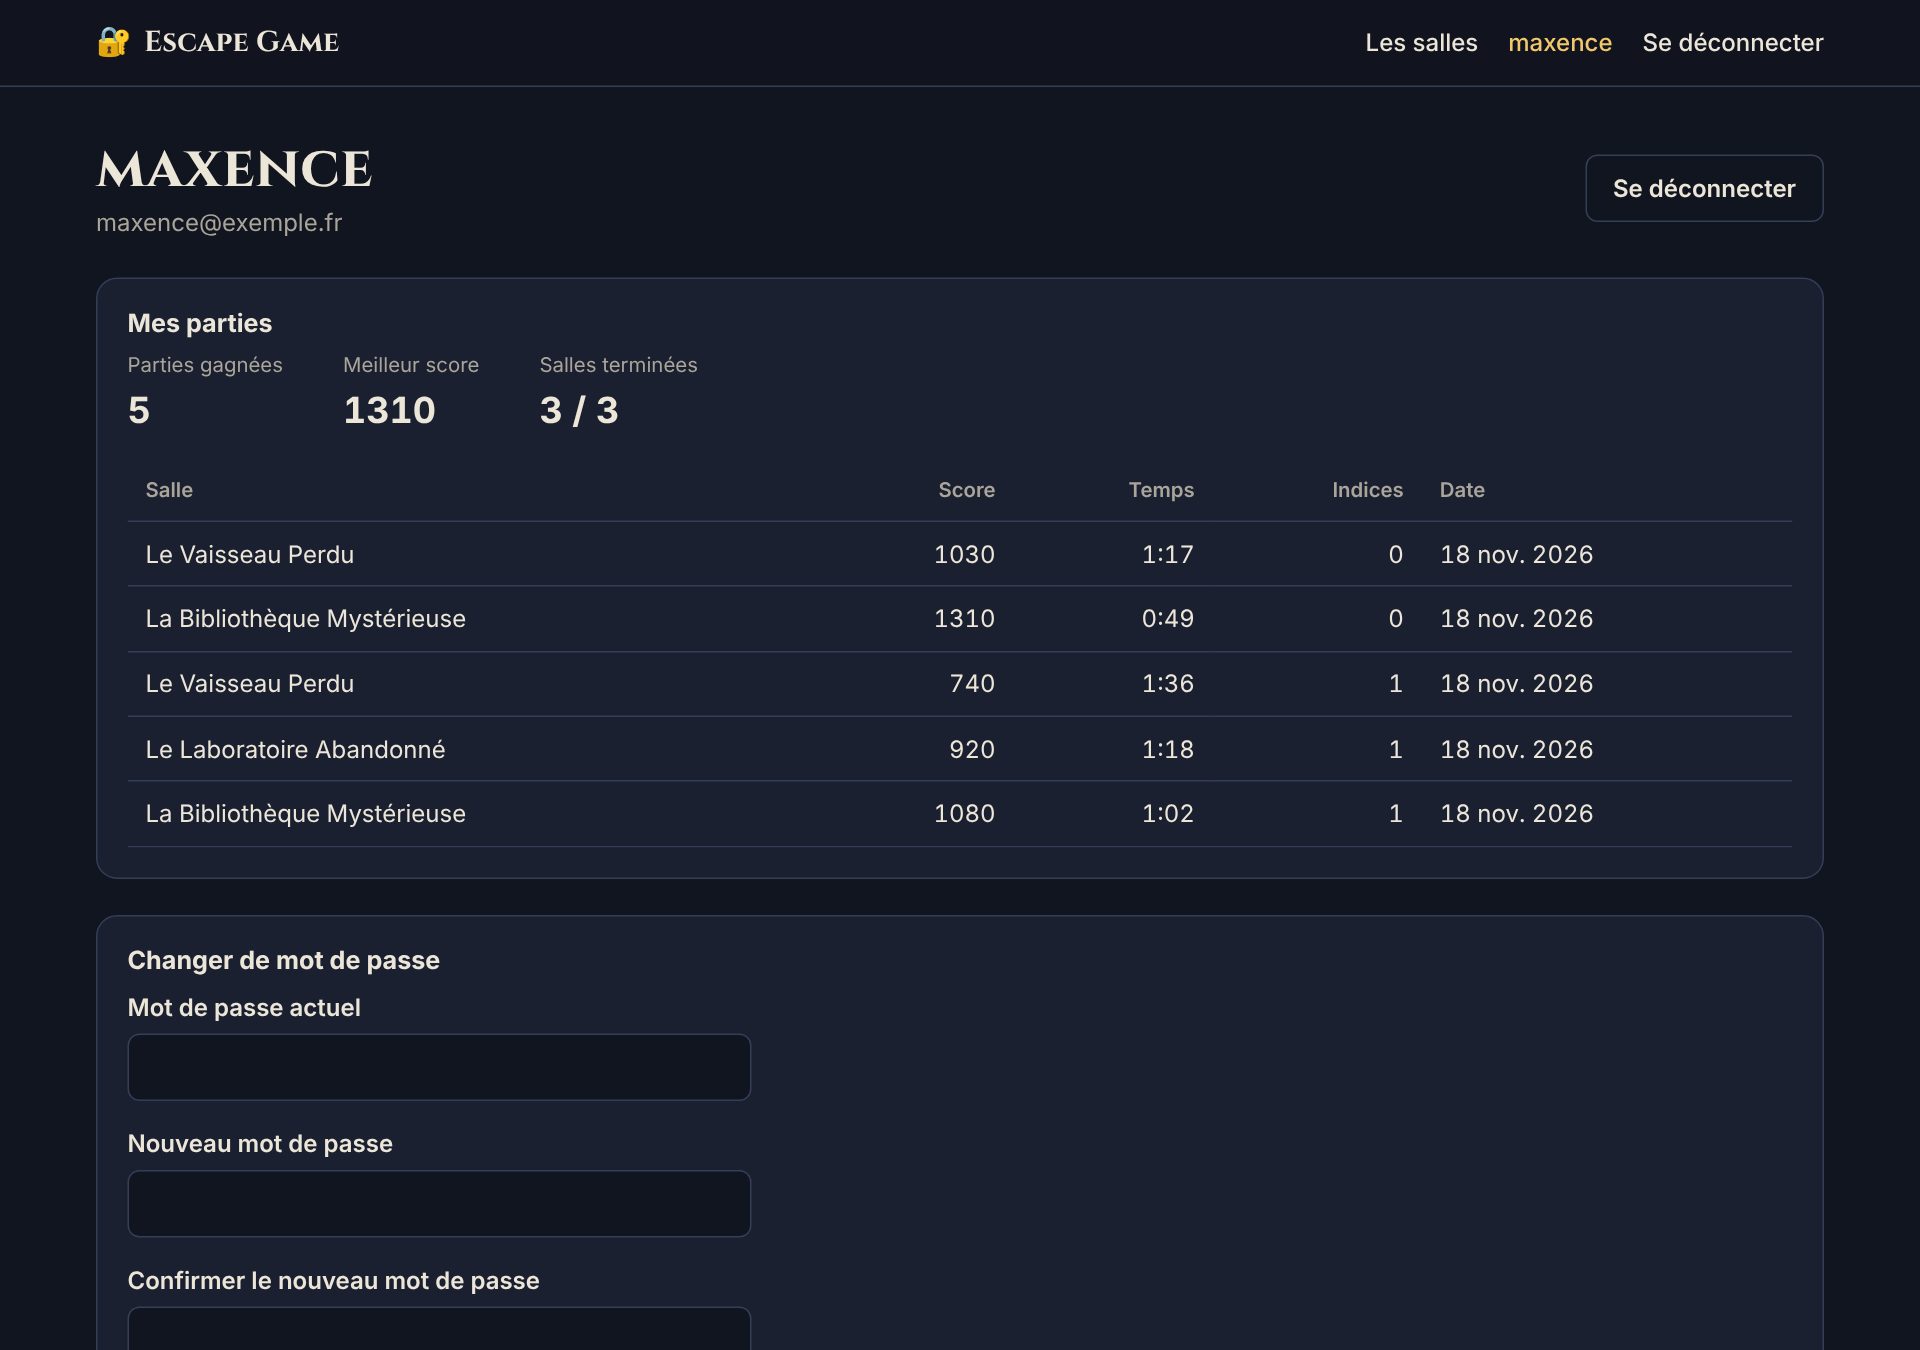 🔐 Escape Game
Les salles maxence Se déconnecter
MAXENCE
maxence@exemple.fr
Se déconnecter
Mes parties
Parties gagnées Meilleur score Salles terminées
5 1310 3 / 3
Salle Score Temps Indices Date
Le Vaisseau Perdu 1030 1:17 0 18 nov. 2026
La Bibliothèque Mystérieuse 1310 0:49 0 18 nov. 2026
Le Vaisseau Perdu 740 1:36 1 18 nov. 2026
Le Laboratoire Abandonné 920 1:18 1 18 nov. 2026
La Bibliothèque Mystérieuse 1080 1:02 1 18 nov. 2026
Changer de mot de passe
Mot de passe actuel
Nouveau mot de passe
Confirmer le nouveau mot de passe